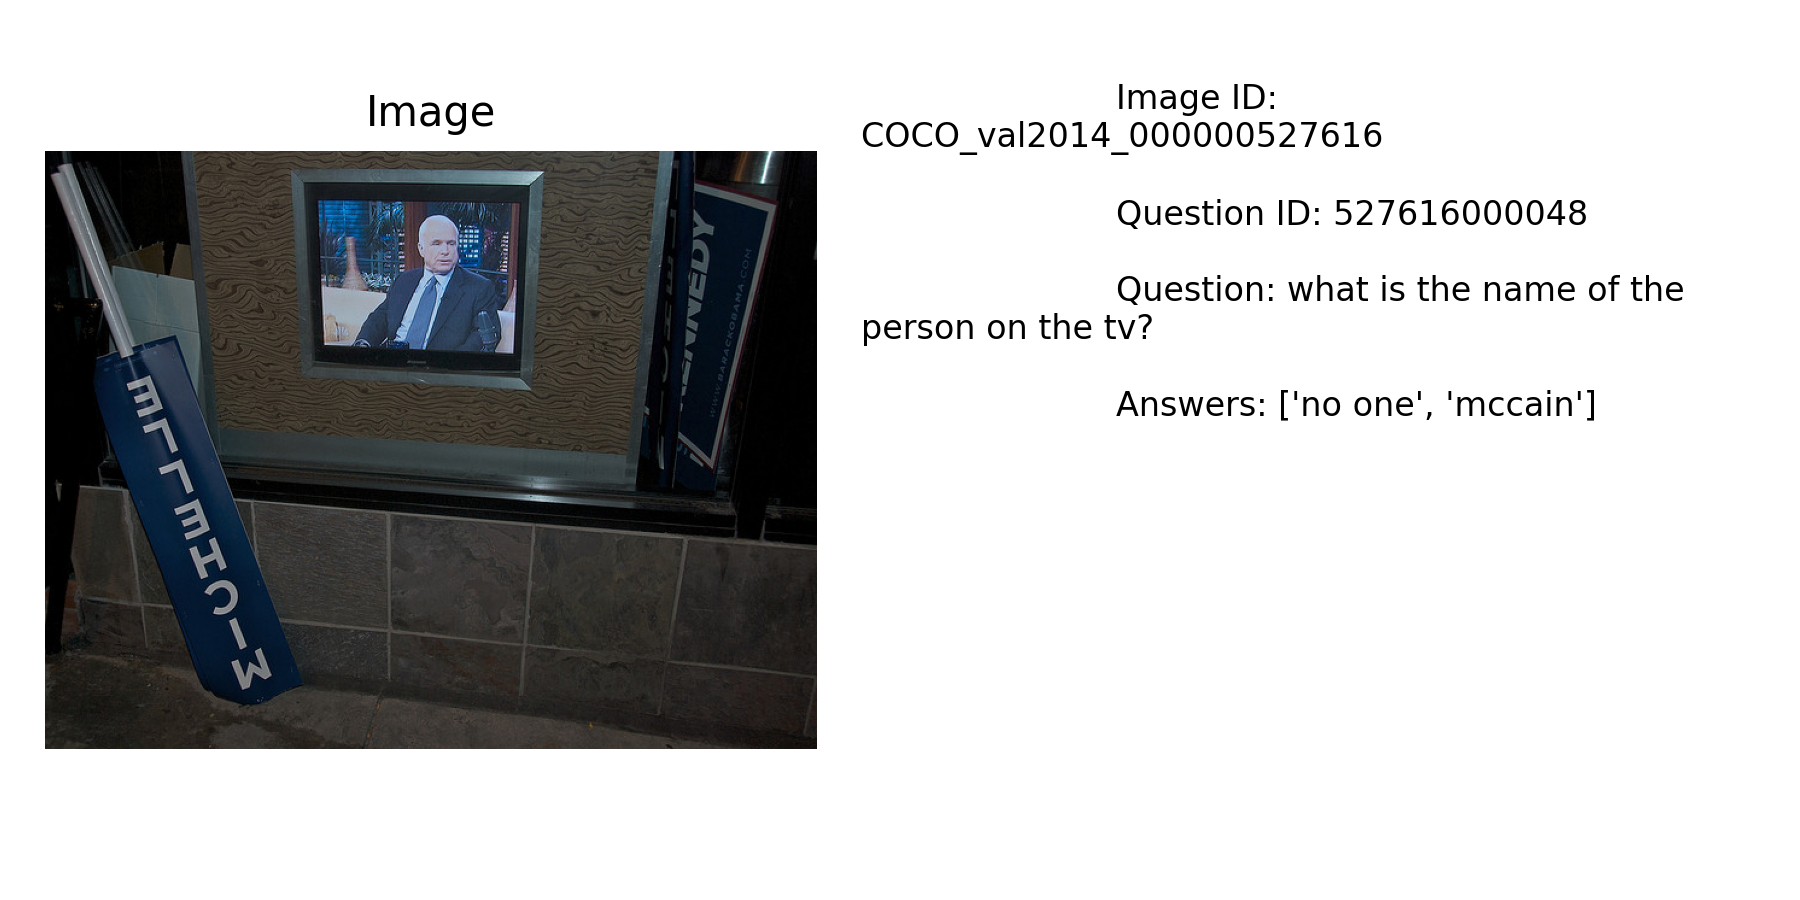 Image
MICHELLE
KENNEDY
WWW.BARACKOBAMA.COM
Image ID:
COCO_val2014_000000527616
Question ID: 527616000048
Question: what is the name of the
person on the tv?
Answers: ['no one', 'mccain']